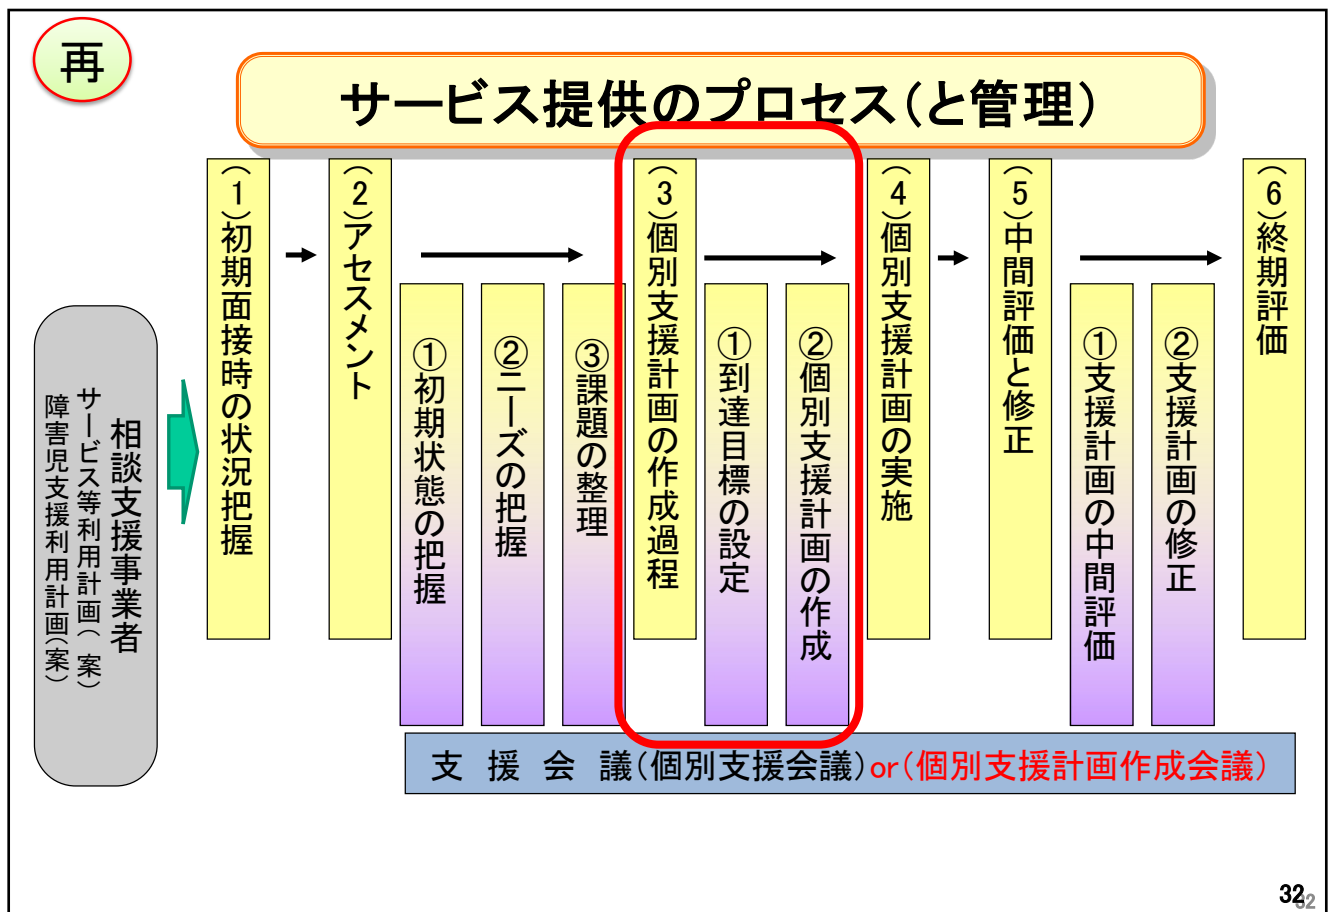 再
サービス提供のプロセス(と管理)
相談支援事業者
サービス等利用計画(案)
障害児支援利用計画(案)
(1)初期面接時の状況把握
(2)アセスメント
①初期状態の把握
②ニーズの把握
③課題の整理
(3)個別支援計画の作成過程
①到達目標の設定
②個別支援計画の作成
(4)個別支援計画の実施
(5)中間評価と修正
①支援計画の中間評価
②支援計画の修正
(6)終期評価
支 援 会 議(個別支援会議)or(個別支援計画作成会議)
32
32